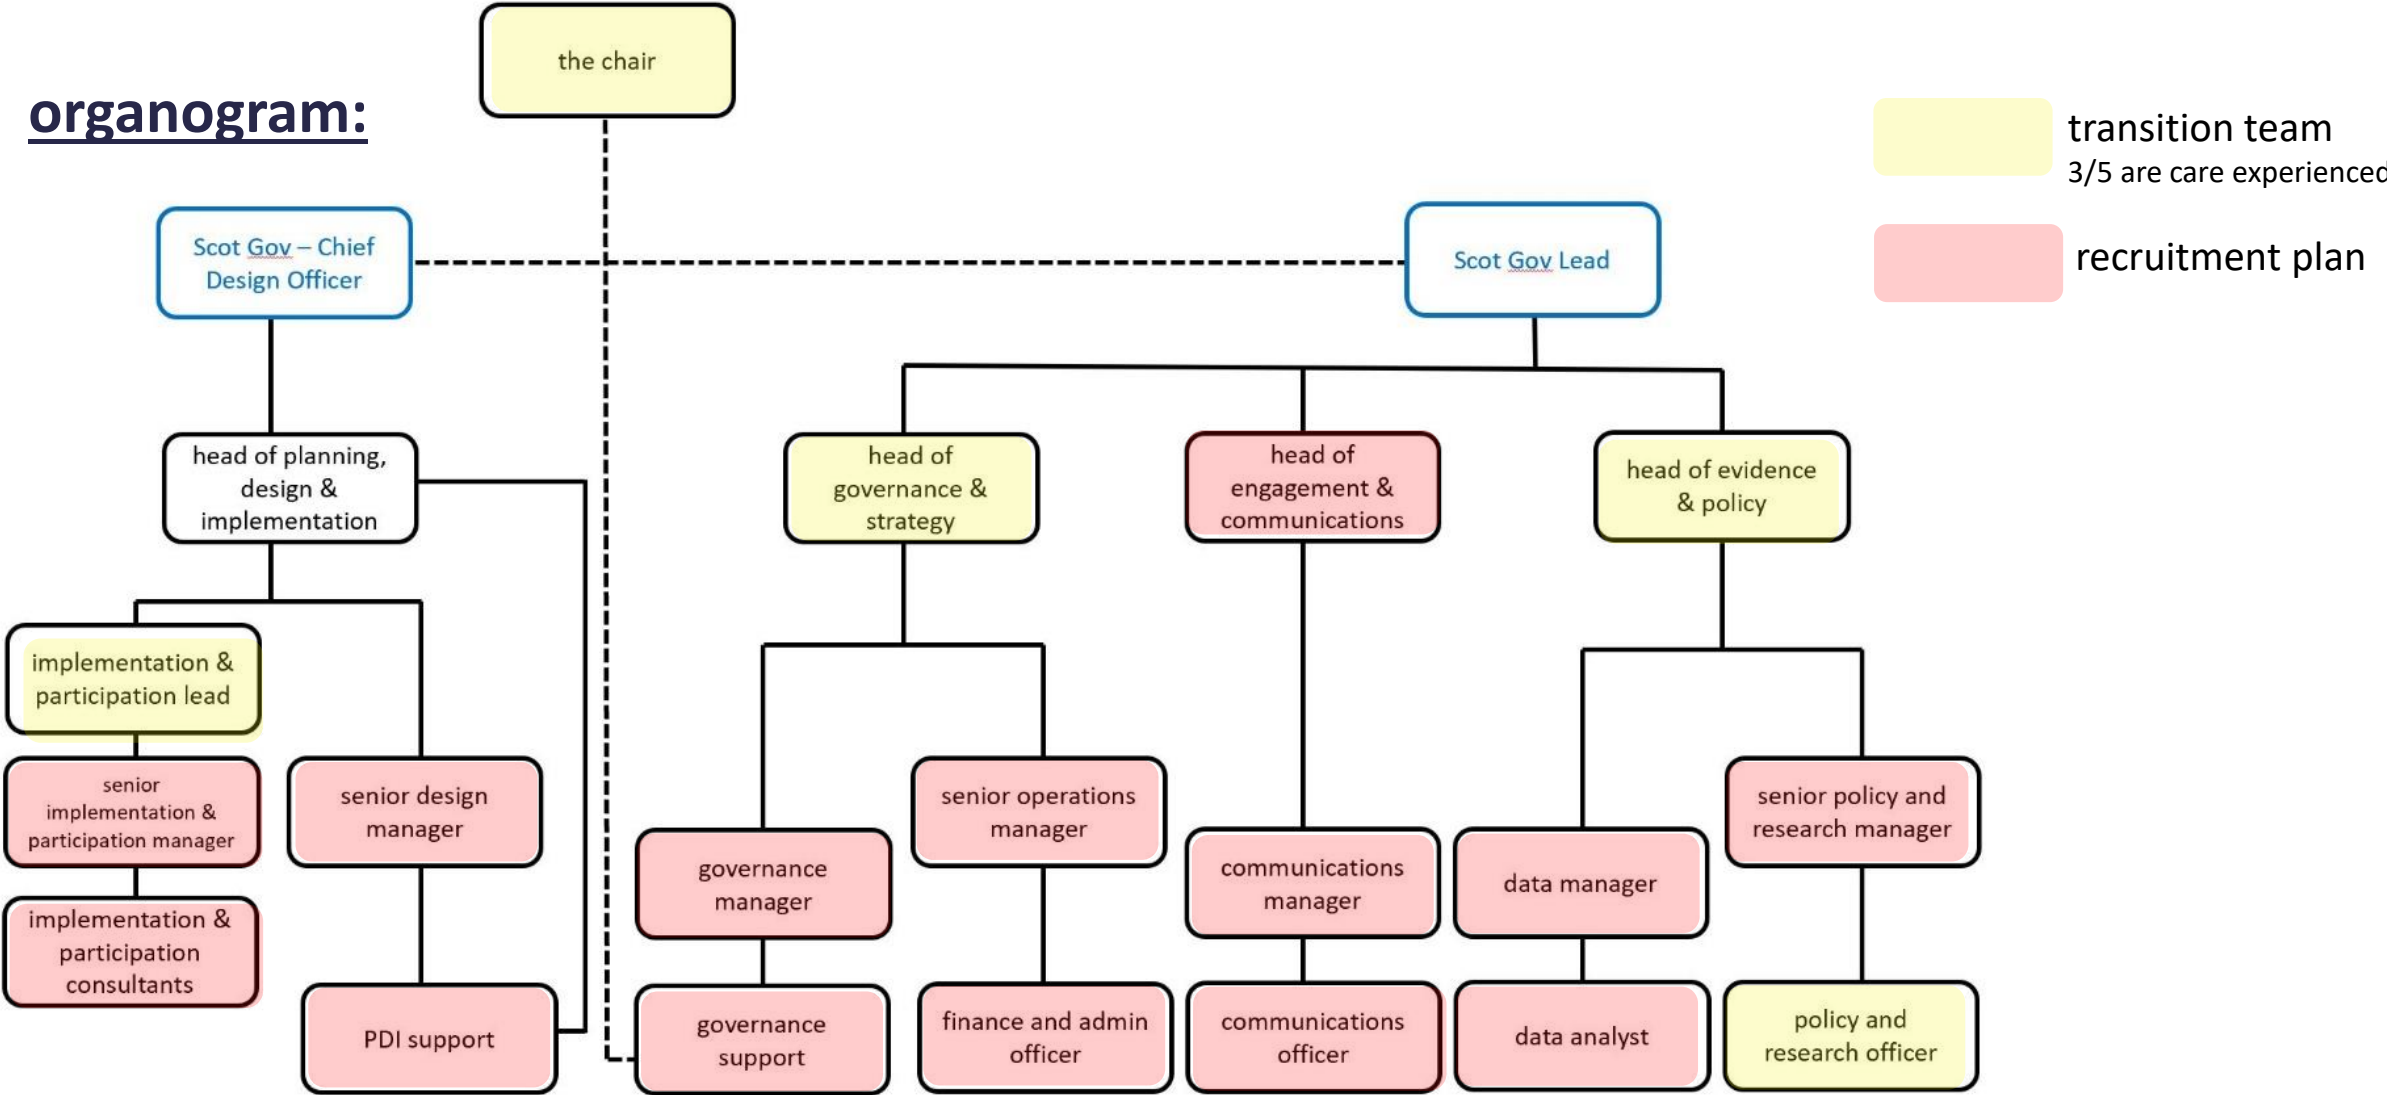 the chair
organogram:
transition team
3/5 are care experienced
recruitment plan
Scot Gov – Chief
Design Officer
Scot Gov Lead
head of planning,
design &
implementation
head of
governance &
strategy
head of
engagement &
communications
head of evidence
& policy
implementation &
participation lead
senior
implementation &
participation manager
senior design
manager
senior operations
manager
senior policy and
research manager
governance
manager
communications
manager
data manager
implementation &
participation
consultants
PDI support
governance
support
finance and admin
officer
communications
officer
data analyst
policy and
research officer